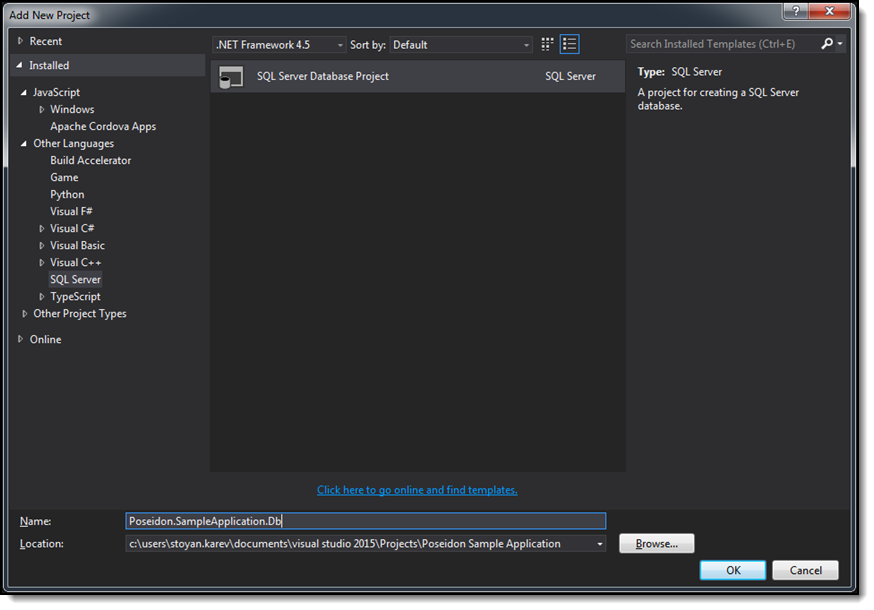 Add New Project
?
Recent
.NET Framework 4.5 Sort by: Default
Search Installed Templates (Ctrl+E)
Installed
JavaScript
Windows
Apache Cordova Apps
Other Languages
Build Accelerator
Game
Python
Visual F#
Visual C#
Visual Basic
Visual C++
SQL Server
TypeScript
Other Project Types
Online
SQL Server Database Project SQL Server
Type: SQL Server
A project for creating a SQL Server
database.
Click here to go online and find templates.
Name: Poseidon.SampleApplication.Db
Location: c:\users\stoyan.karev\documents\visual studio 2015\Projects\Poseidon Sample Application Browse...
OK Cancel